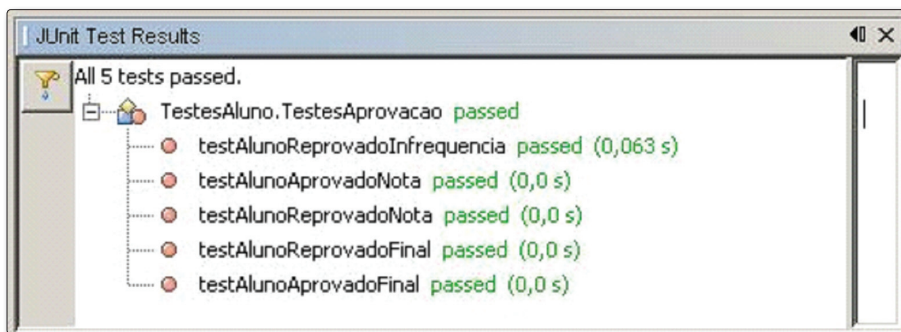 JUnit Test Results
All 5 tests passed.
TestesAluno.TestesAprovacao passed
testAlunoReprovadoInfrequencia passed (0,063 s)
testAlunoAprovadoNota passed (0,0 s)
testAlunoReprovadoNota passed (0,0 s)
testAlunoReprovadoFinal passed (0,0 s)
testAlunoAprovadoFinal passed (0,0 s)